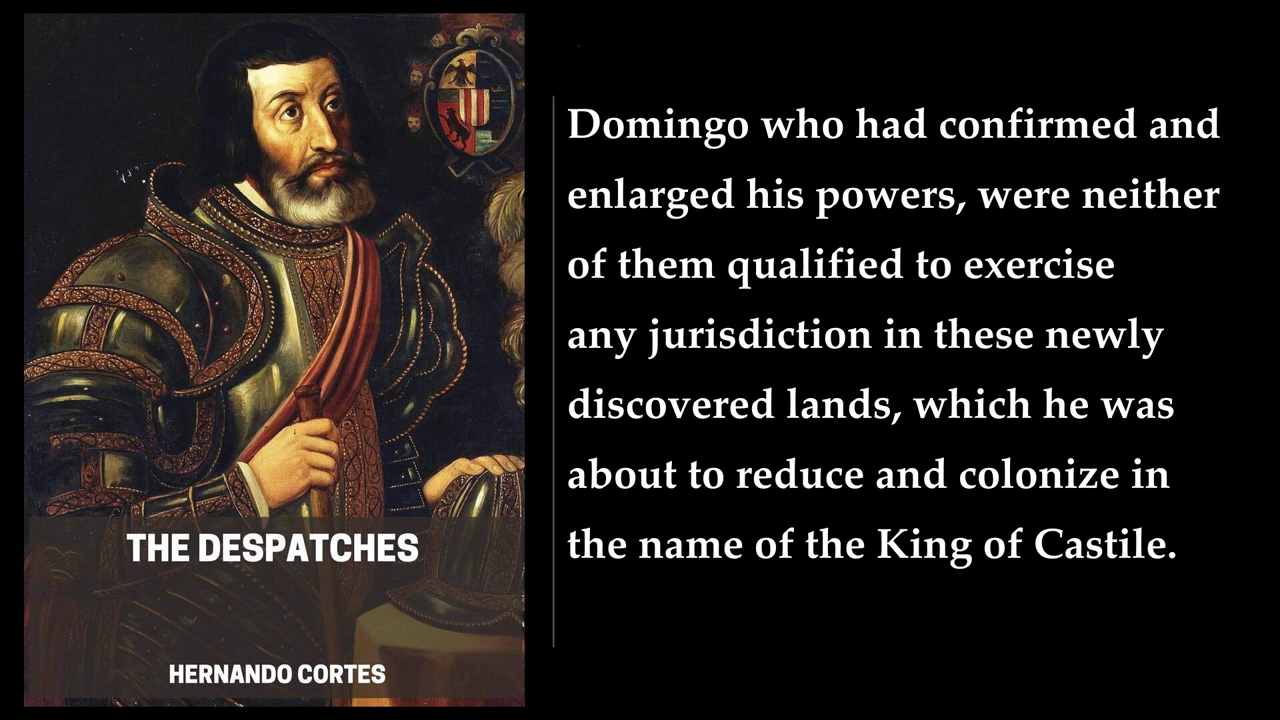 THE DESPATCHES
HERNANDO CORTES
Domingo who had confirmed and
enlarged his powers, were neither
of them qualified to exercise
any jurisdiction in these newly
discovered lands, which he was
about to reduce and colonize in
the name of the King of Castile.